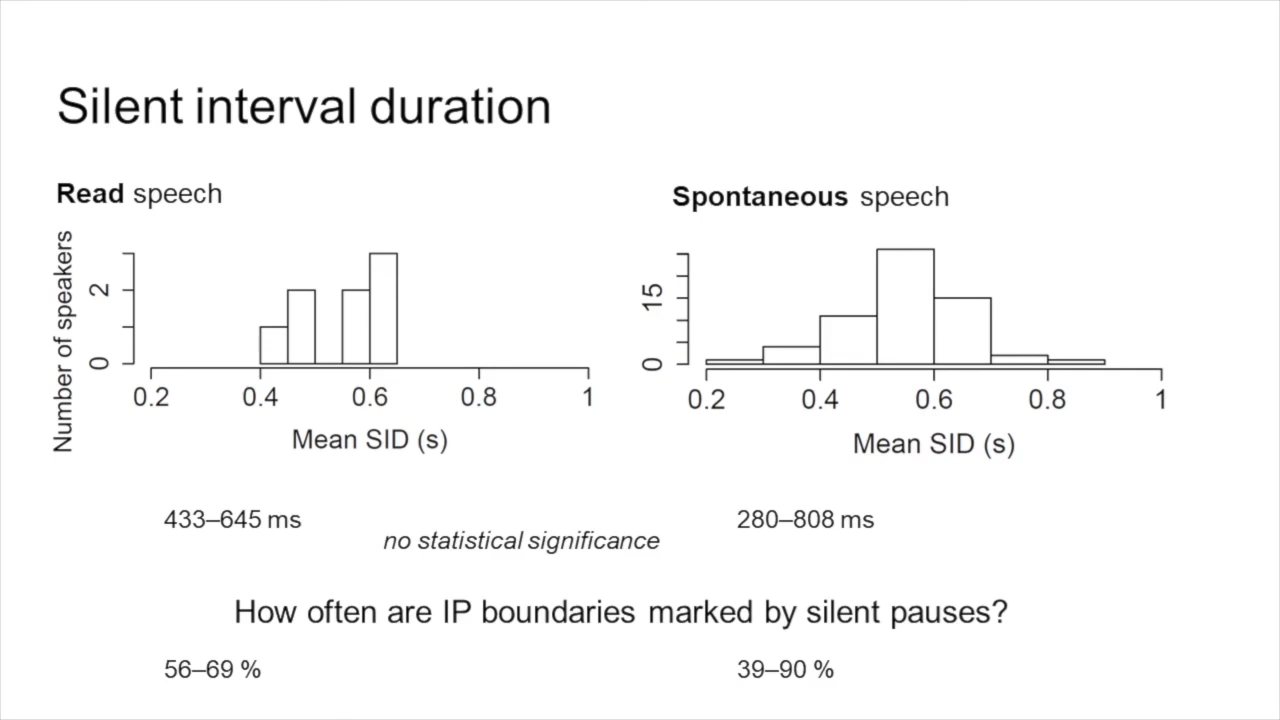 Silent interval duration
Read speech
Spontaneous speech
Number of speakers
0
2
0.2 0.4 0.6 0.8 1
Mean SID (s)
0
15
0.2 0.4 0.6 0.8 1
Mean SID (s)
433–645 ms
280–808 ms
no statistical significance
How often are IP boundaries marked by silent pauses?
56–69 %
39–90 %